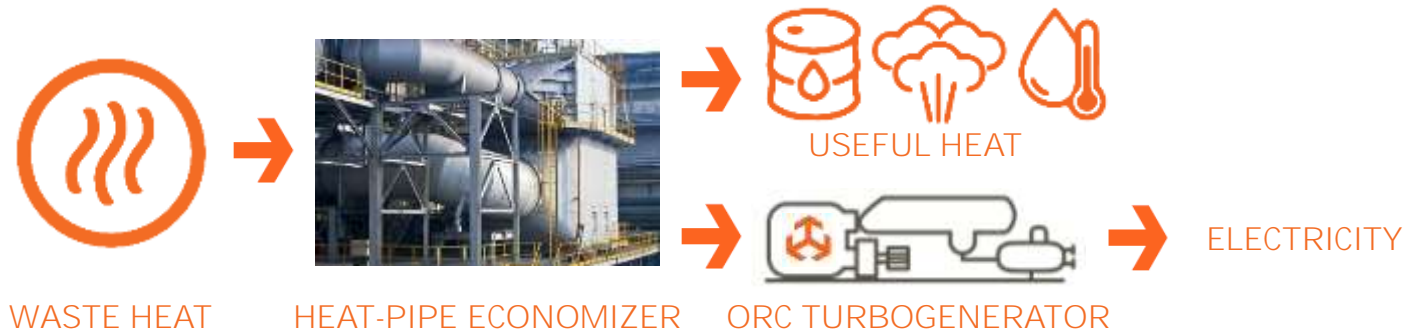 USEFUL HEAT
ELECTRICITY
WASTE HEAT
HEAT-PIPE ECONOMIZER
ORC TURBOGENERATOR